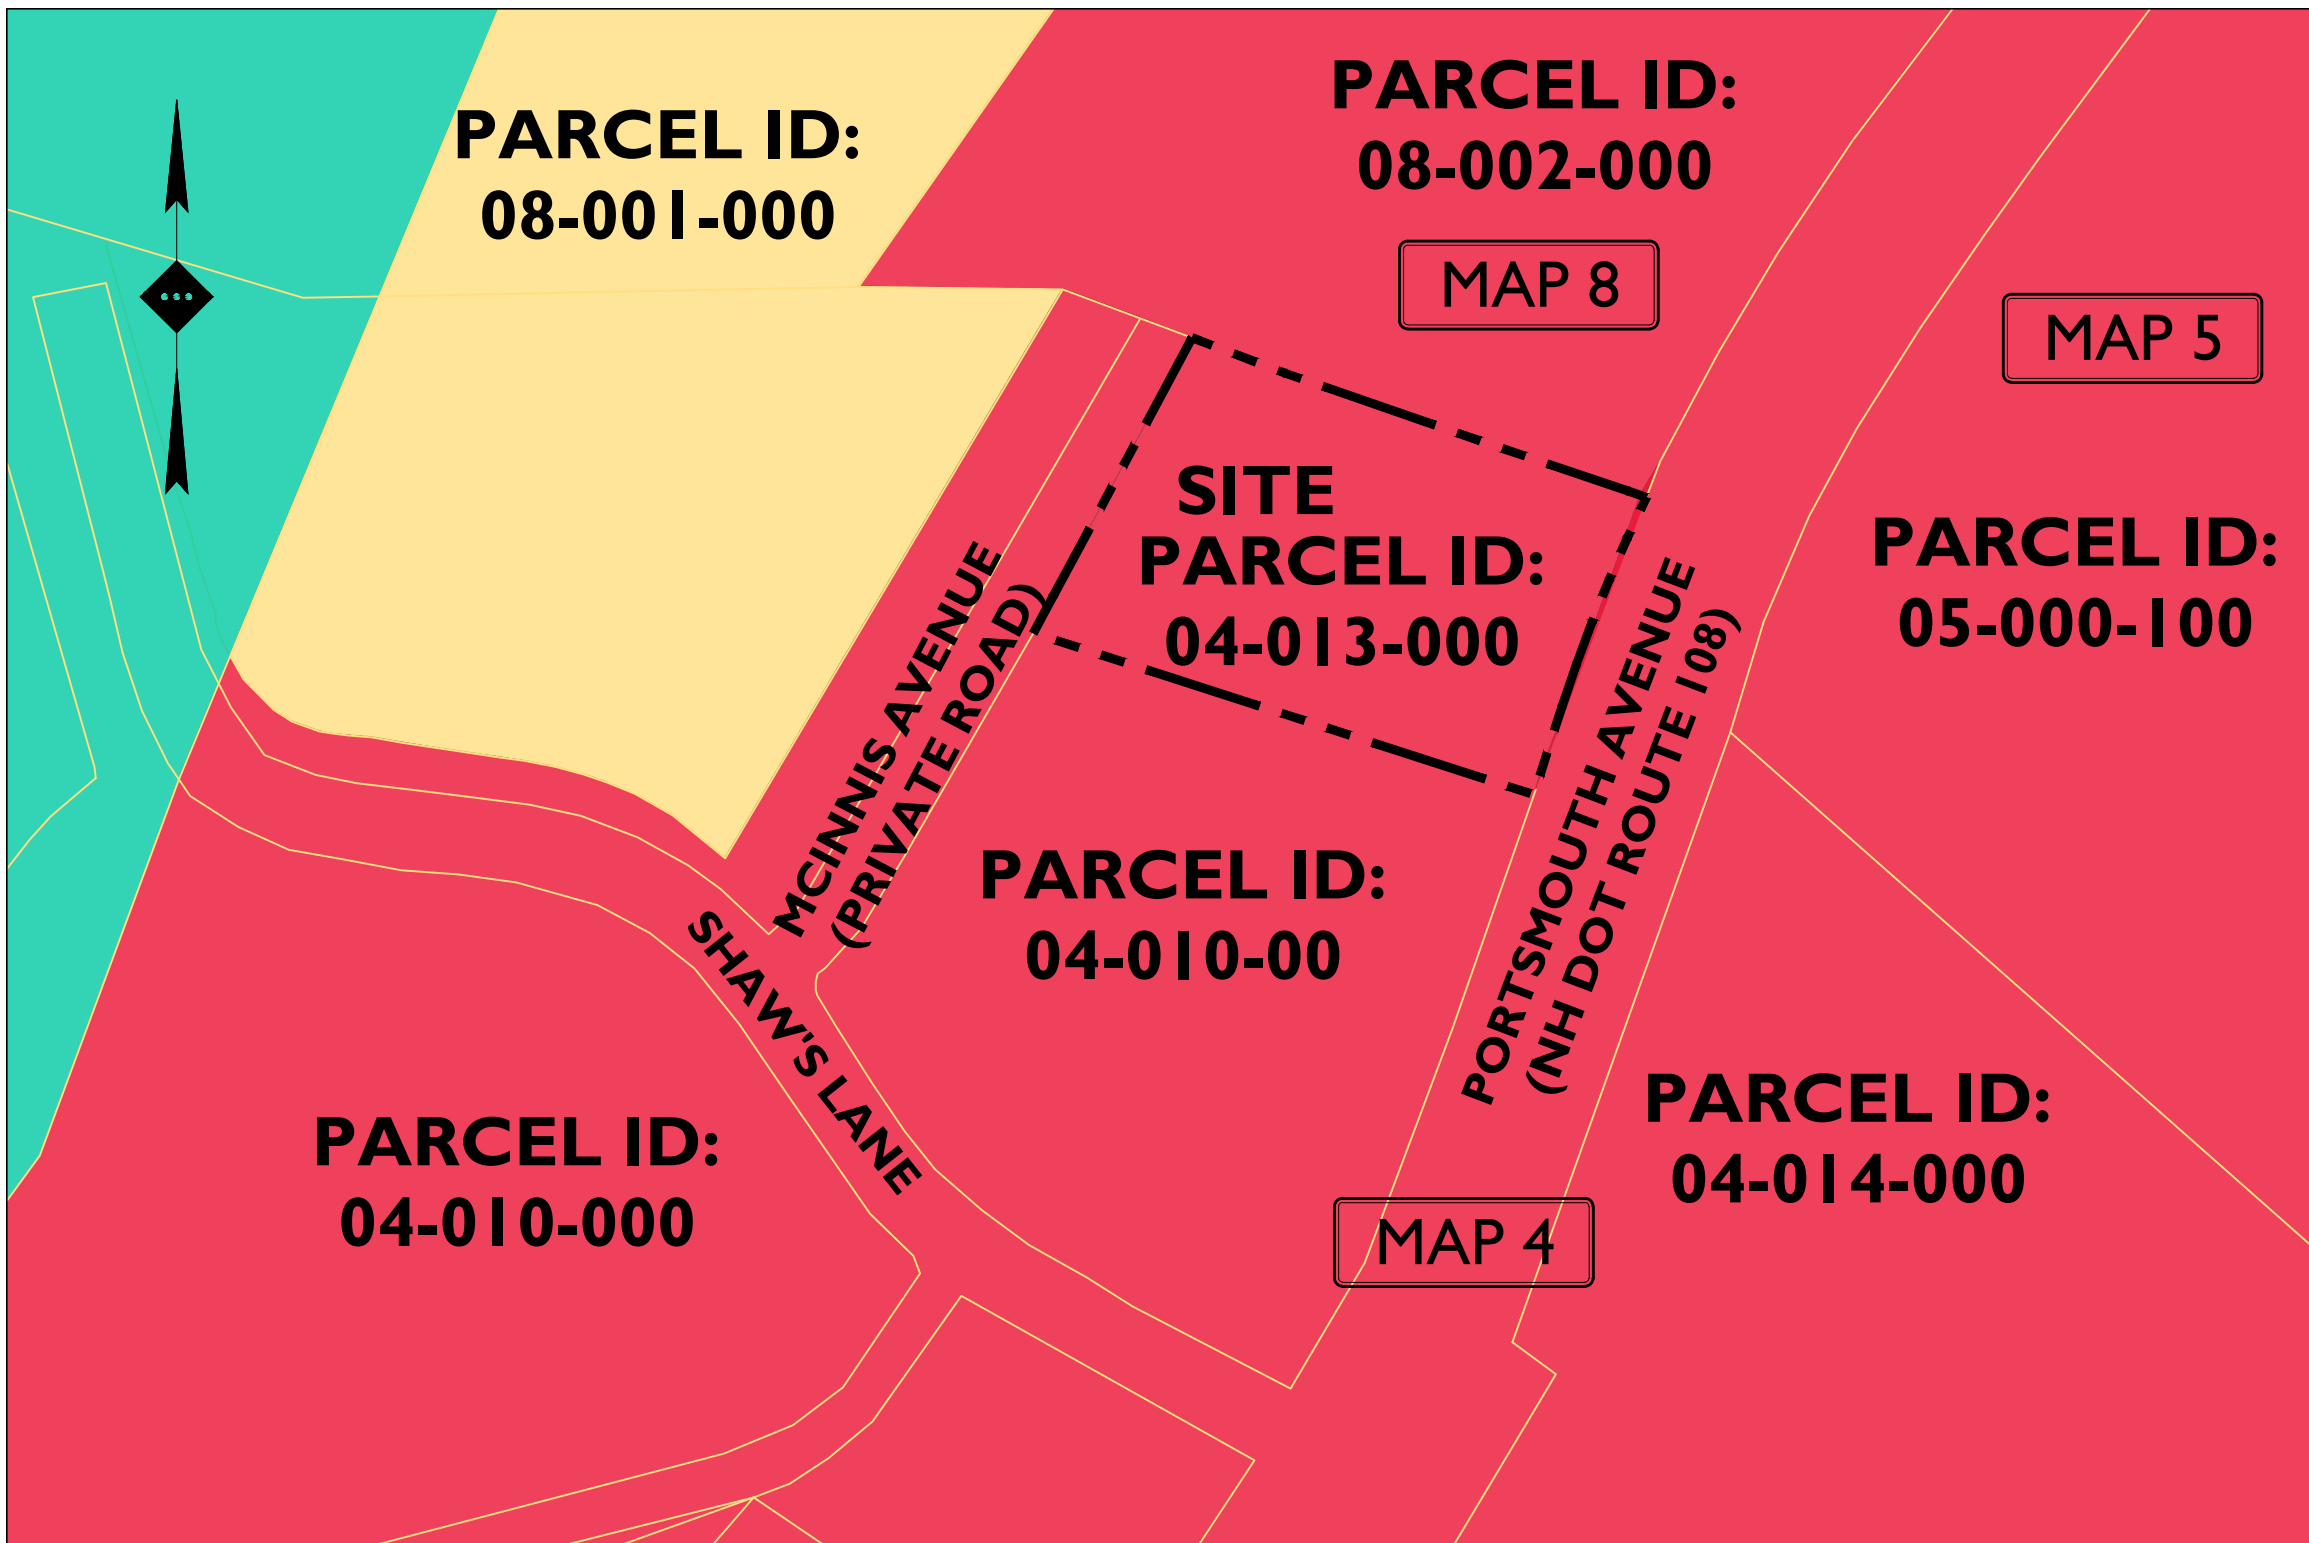 PARCEL ID:
08-001-000
PARCEL ID:
08-002-000
MAP 8
MAP 5
SITE
PARCEL ID:
04-013-000
PARCEL ID:
05-000-100
MCINNIS AVENUE
(PRIVATE ROAD))
PORTSMOUTH AVENUE
(NH DOT ROUTE 108)
PARCEL ID:
04-010-00
SHAW'S LANE
PARCEL ID:
04-010-000
PARCEL ID:
04-014-000
MAP 4